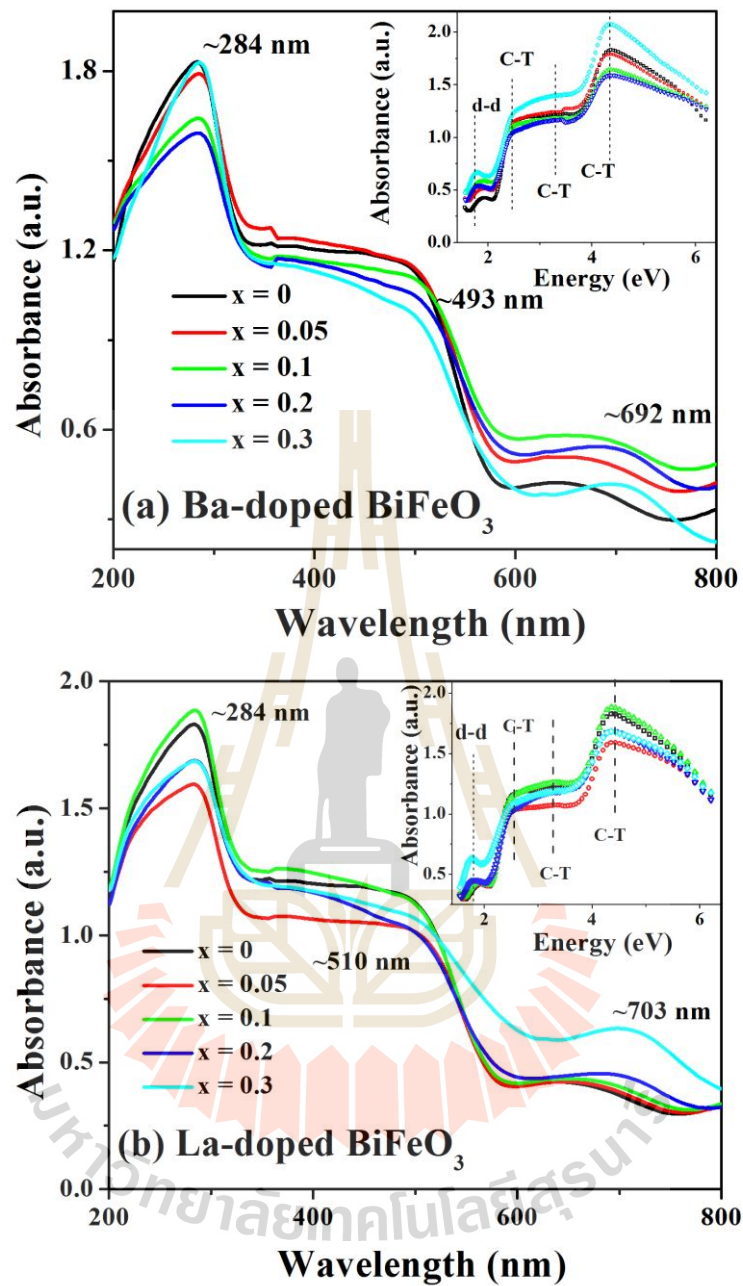 ~284 nm
C-T
d-d
C-T
C-T
Absorbance (a.u.)
2.0
1.5
1.0
0.5
0.0
2
4
6
Energy (eV)
Absorbance (a.u.)
1.8
1.2
0.6
x = 0
x = 0.05
x = 0.1
x = 0.2
x = 0.3
~493 nm
~692 nm
(a) Ba-doped BiFeO3
200
400
600
800
Wavelength (nm)
~284 nm
d-d
C-T
C-T
C-T
Absorbance (a.u.)
2.0
1.5
1.0
0.5
2
4
6
Energy (eV)
Absorbance (a.u.)
2.0
1.5
1.0
0.5
0.0
x = 0
x = 0.05
x = 0.1
x = 0.2
x = 0.3
~510 nm
~703 nm
(b) La-doped BiFeO3
200
400
600
800
Wavelength (nm)
มหาวิทยาลัยเทคโนโลยีสุรนารี